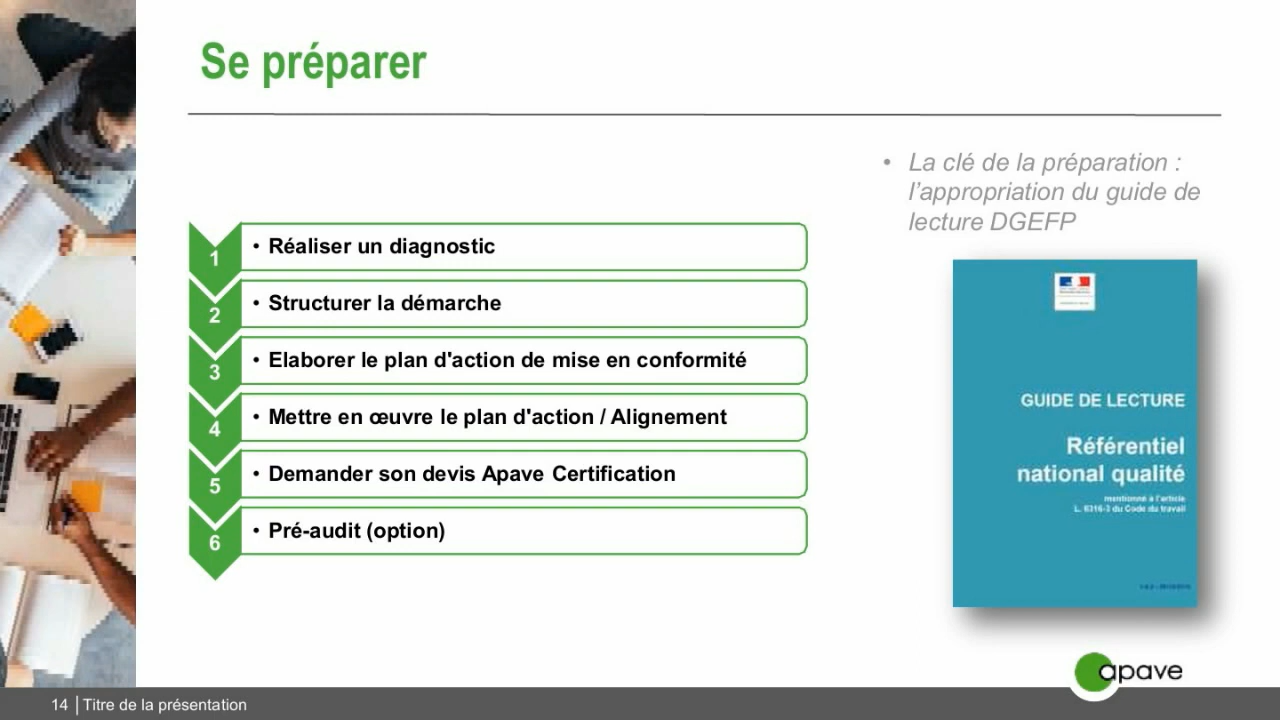 Se préparer
• La clé de la préparation :
l’appropriation du guide de
lecture DGEFP
1 • Réaliser un diagnostic
2 • Structurer la démarche
3 • Elaborer le plan d'action de mise en conformité
4 • Mettre en œuvre le plan d'action / Alignement
5 • Demander son devis Apave Certification
6 • Pré-audit (option)
GUIDE DE LECTURE
Référentiel
national qualité
mentionné à l'article
L. 6316-3 du Code du travail
apave
14 | Titre de la présentation